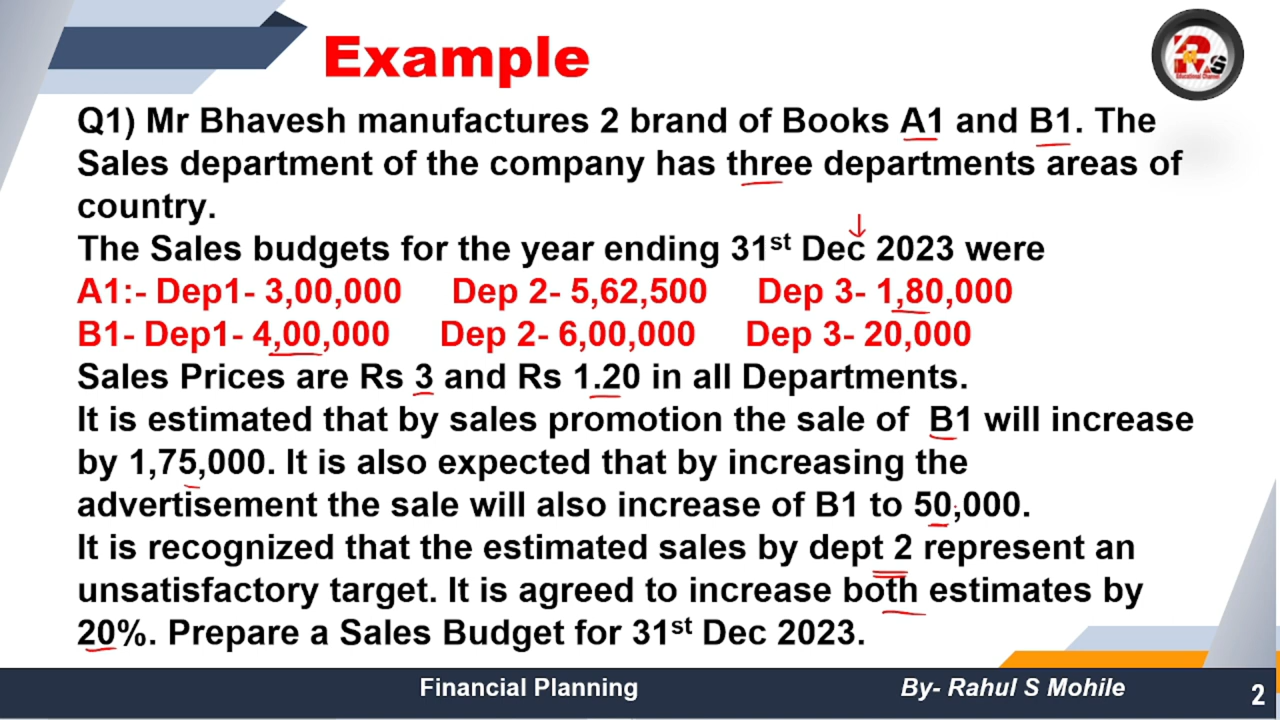 Example
Q1) Mr Bhavesh manufactures 2 brand of Books A1 and B1. The
Sales department of the company has three departments areas of
country.
The Sales budgets for the year ending 31st Dec 2023 were
A1:- Dep1- 3,00,000 Dep 2- 5,62,500 Dep 3- 1,80,000
B1- Dep1- 4,00,000 Dep 2- 6,00,000 Dep 3- 20,000
Sales Prices are Rs 3 and Rs 1.20 in all Departments.
It is estimated that by sales promotion the sale of B1 will increase
by 1,75,000. It is also expected that by increasing the
advertisement the sale will also increase of B1 to 50,000.
It is recognized that the estimated sales by dept 2 represent an
unsatisfactory target. It is agreed to increase both estimates by
20%. Prepare a Sales Budget for 31st Dec 2023.
Financial Planning By- Rahul S Mohile 2
Educational Channel